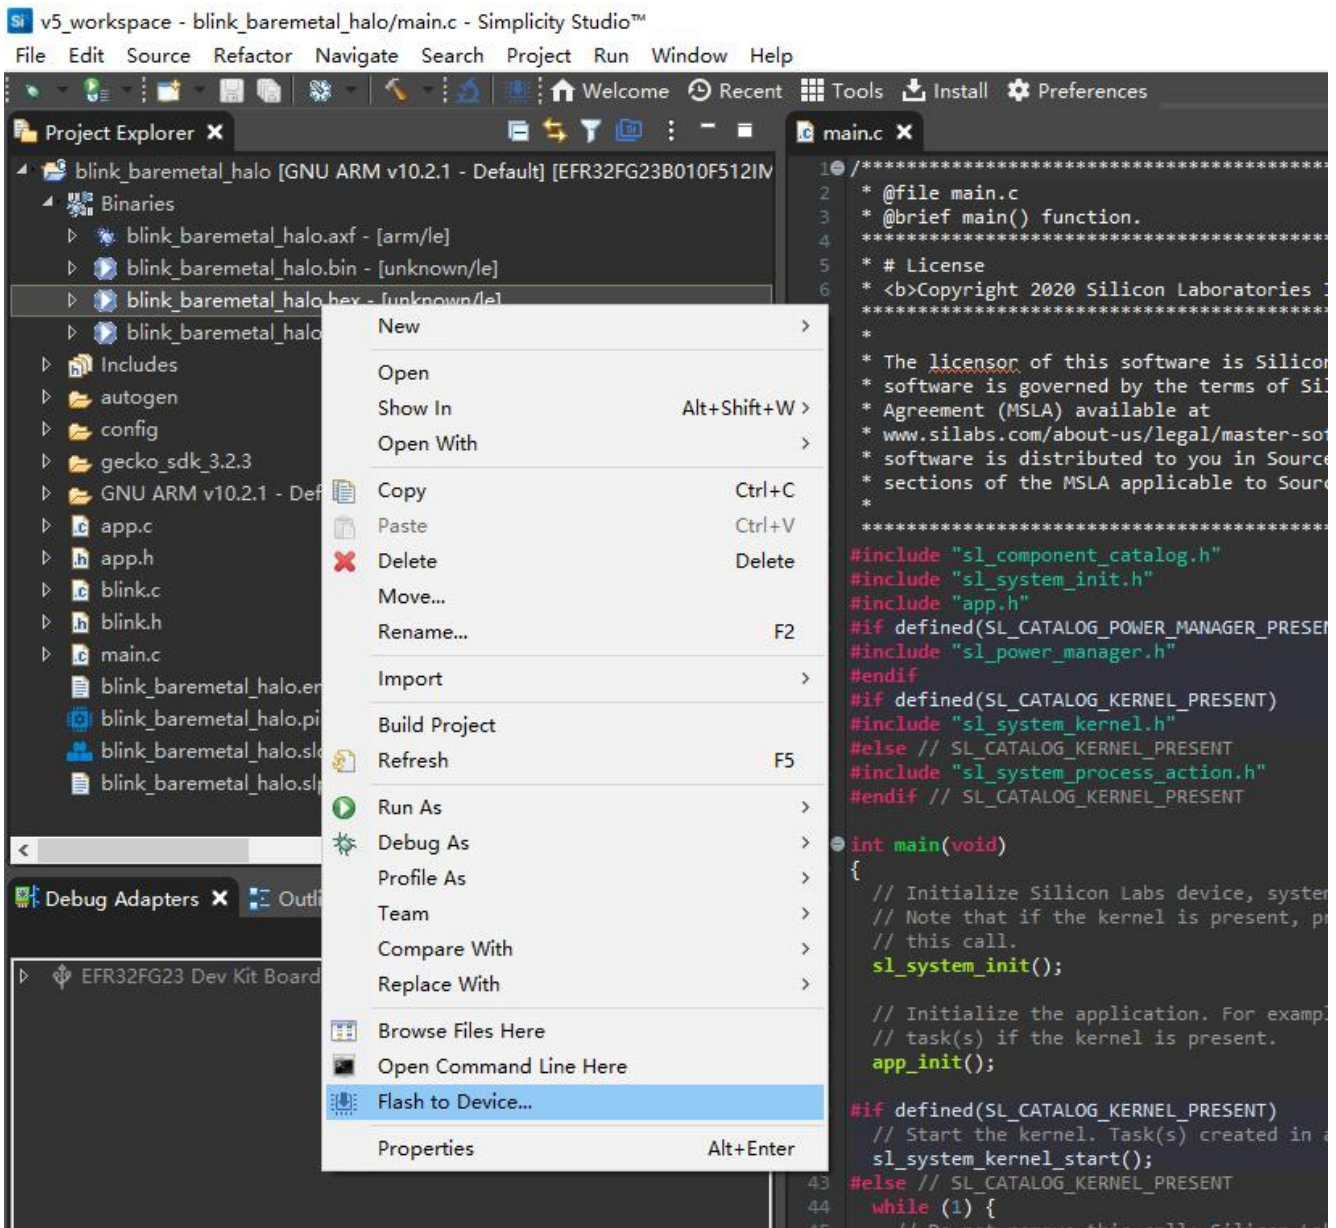 v5_workspace - blink_baremetal_halo/main.c - Simplicity Studio™
File Edit Source Refactor Navigate Search Project Run Window Help
Welcome Recent Tools Install Preferences
Project Explorer
blink_baremetal_halo [GNU ARM v10.2.1 - Default] [EFR32FG23B010F512IM
Binaries
blink_baremetal_halo.axf - [arm/le]
blink_baremetal_halo.bin - [unknown/le]
blink_baremetal_halo.hex - [unknown/le]
blink_baremetal_halo
Includes
autogen
config
gecko_sdk_3.2.3
GNU ARM v10.2.1 - Def
app.c
app.h
blink.c
blink.h
main.c
blink_baremetal_halo.er
blink_baremetal_halo.pi
blink_baremetal_halo.slc
blink_baremetal_halo.slp
Debug Adapters
Outli
EFR32FG23 Dev Kit Board
New
Open
Show In Alt+Shift+W
Open With
Copy Ctrl+C
Paste Ctrl+V
Delete Delete
Move...
Rename... F2
Import
Build Project
Refresh F5
Run As
Debug As
Profile As
Team
Compare With
Replace With
Browse Files Here
Open Command Line Here
Flash to Device...
Properties Alt+Enter
main.c
1 /*******************************************
2 * @file main.c
3 * @brief main() function.
4 ******************************************
5 * # License
6 * <b>Copyright 2020 Silicon Laboratories
******************************************
*
* The licensor of this software is Silicon
* software is governed by the terms of Sil
* Agreement (MSLA) available at
* www.silabs.com/about-us/legal/master-sof
* software is distributed to you in Source
* sections of the MSLA applicable to Sourc
*
******************************************
#include "sl_component_catalog.h"
#include "sl_system_init.h"
#include "app.h"
#if defined(SL_CATALOG_POWER_MANAGER_PRESEN
#include "sl_power_manager.h"
#endif
#if defined(SL_CATALOG_KERNEL_PRESENT)
#include "sl_system_kernel.h"
#else // SL_CATALOG_KERNEL_PRESENT
#include "sl_system_process_action.h"
#endif // SL_CATALOG_KERNEL_PRESENT
int main(void)
{
// Initialize Silicon Labs device, system
// Note that if the kernel is present, pr
// this call.
sl_system_init();
// Initialize the application. For exampl
// task(s) if the kernel is present.
app_init();
#if defined(SL_CATALOG_KERNEL_PRESENT)
// Start the kernel. Task(s) created in a
sl_system_kernel_start();
43 #else // SL_CATALOG_KERNEL_PRESENT
44 while (1) {